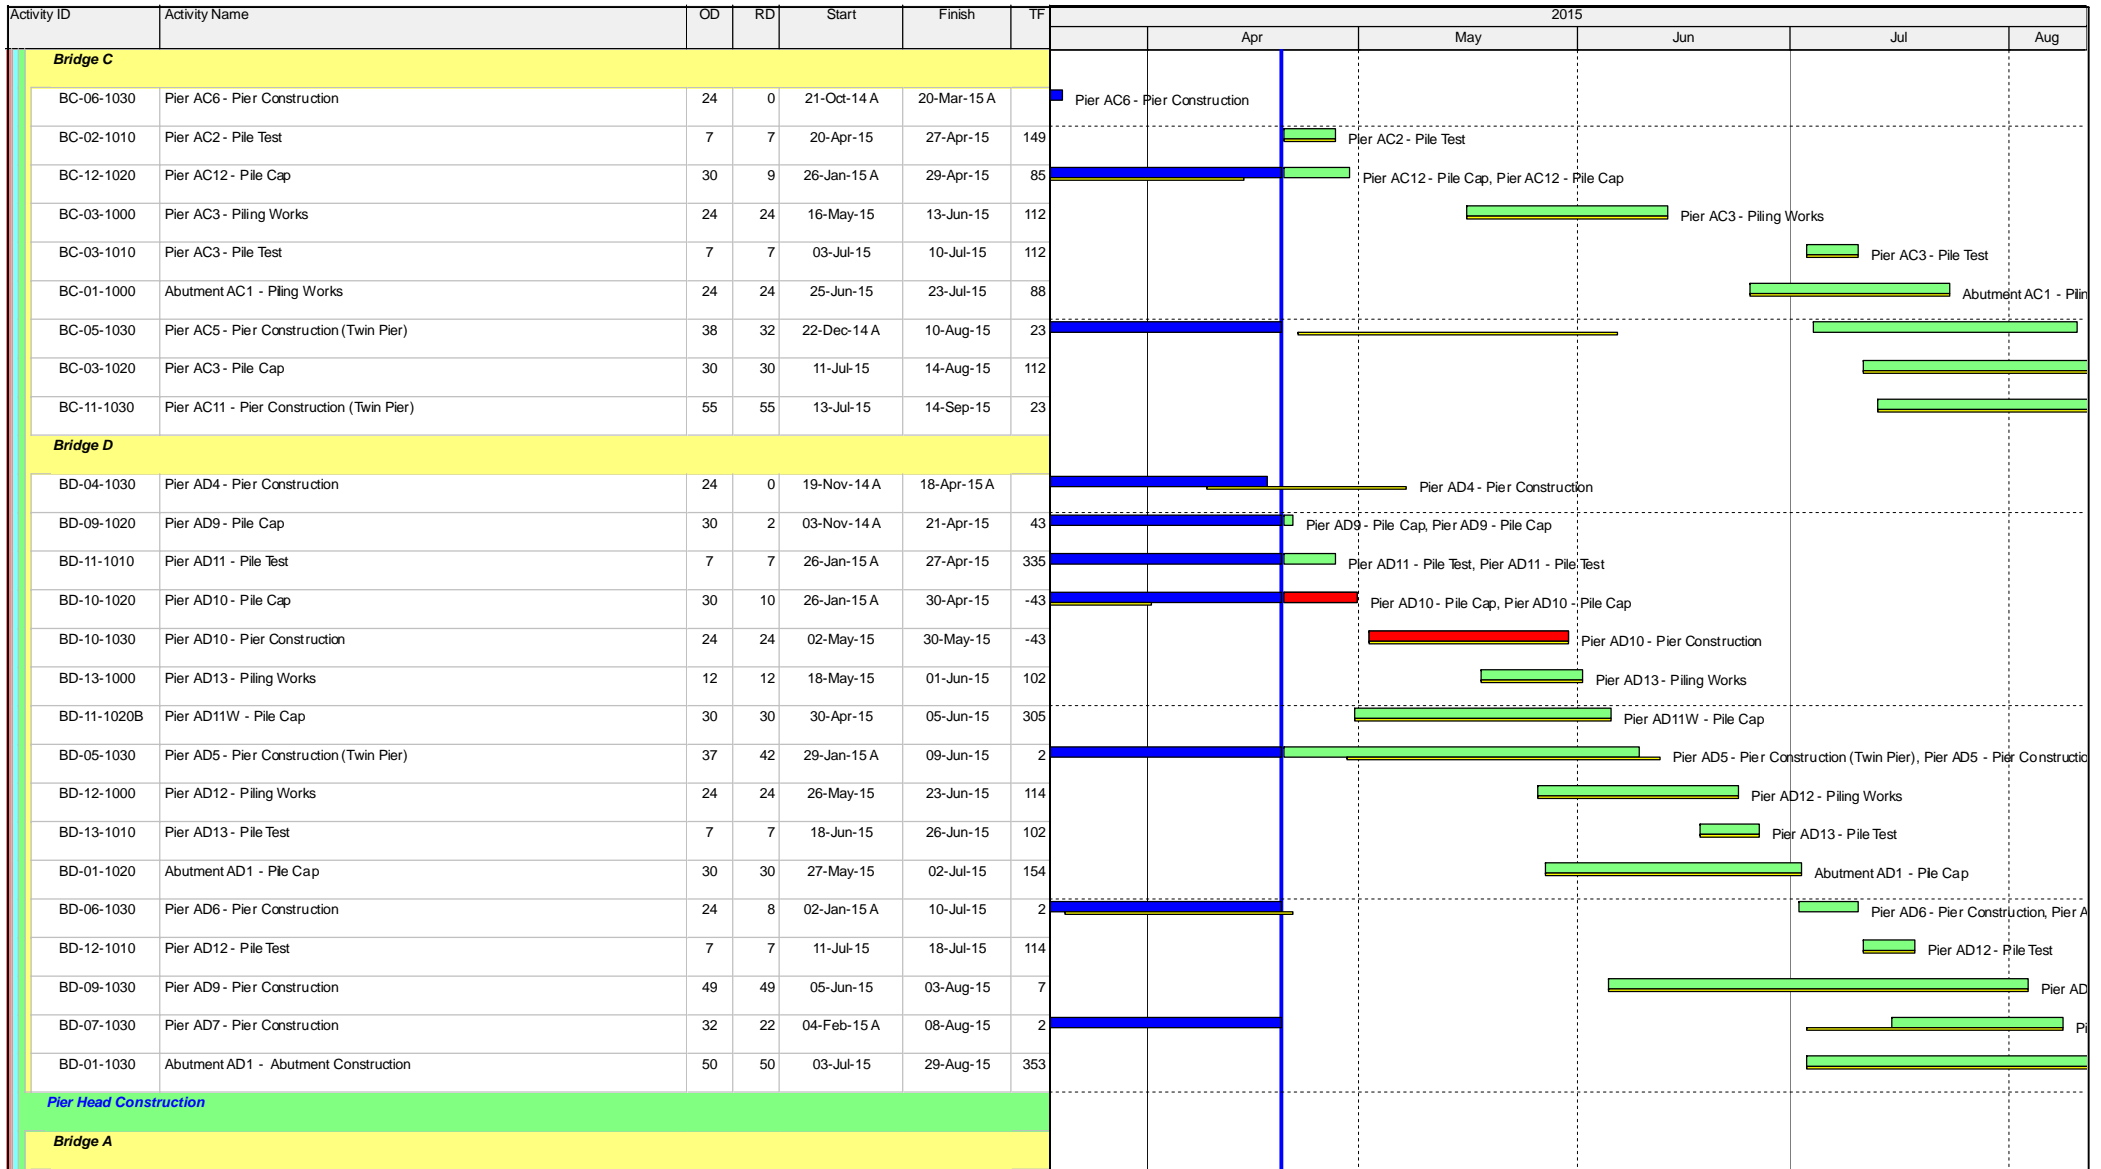 Activity ID Activity Name OD RD Start Finish TF 2015
Apr May Jun Jul Aug
Bridge C
BC-06-1030 Pier AC6 - Pier Construction 24 0 21-Oct-14 A 20-Mar-15 A Pier AC6 - Pier Construction
BC-02-1010 Pier AC2 - Pile Test 7 7 20-Apr-15 27-Apr-15 149 Pier AC2 - Pile Test
BC-12-1020 Pier AC12 - Pile Cap 30 9 26-Jan-15 A 29-Apr-15 85 Pier AC12 - Pile Cap, Pier AC12 - Pile Cap
BC-03-1000 Pier AC3 - Piling Works 24 24 16-May-15 13-Jun-15 112 Pier AC3 - Piling Works
BC-03-1010 Pier AC3 - Pile Test 7 7 03-Jul-15 10-Jul-15 112 Pier AC3 - Pile Test
BC-01-1000 Abutment AC1 - Piling Works 24 24 25-Jun-15 23-Jul-15 88 Abutment AC1 - Pilin
BC-05-1030 Pier AC5 - Pier Construction (Twin Pier) 38 32 22-Dec-14 A 10-Aug-15 23
BC-03-1020 Pier AC3 - Pile Cap 30 30 11-Jul-15 14-Aug-15 112
BC-11-1030 Pier AC11 - Pier Construction (Twin Pier) 55 55 13-Jul-15 14-Sep-15 23
Bridge D
BD-04-1030 Pier AD4 - Pier Construction 24 0 19-Nov-14 A 18-Apr-15 A Pier AD4 - Pier Construction
BD-09-1020 Pier AD9 - Pile Cap 30 2 03-Nov-14 A 21-Apr-15 43 Pier AD9 - Pile Cap, Pier AD9 - Pile Cap
BD-11-1010 Pier AD11 - Pile Test 7 7 26-Jan-15 A 27-Apr-15 335 Pier AD11 - Pile Test, Pier AD11 - Pile Test
BD-10-1020 Pier AD10 - Pile Cap 30 10 26-Jan-15 A 30-Apr-15 -43 Pier AD10 - Pile Cap, Pier AD10 - Pile Cap
BD-10-1030 Pier AD10 - Pier Construction 24 24 02-May-15 30-May-15 -43 Pier AD10 - Pier Construction
BD-13-1000 Pier AD13 - Piling Works 12 12 18-May-15 01-Jun-15 102 Pier AD13 - Piling Works
BD-11-1020B Pier AD11W - Pile Cap 30 30 30-Apr-15 05-Jun-15 305 Pier AD11W - Pile Cap
BD-05-1030 Pier AD5 - Pier Construction (Twin Pier) 37 42 29-Jan-15 A 09-Jun-15 2 Pier AD5 - Pier Construction (Twin Pier), Pier AD5 - Pier Constructio
BD-12-1000 Pier AD12 - Piling Works 24 24 26-May-15 23-Jun-15 114 Pier AD12 - Piling Works
BD-13-1010 Pier AD13 - Pile Test 7 7 18-Jun-15 26-Jun-15 102 Pier AD13 - Pile Test
BD-01-1020 Abutment AD1 - Pile Cap 30 30 27-May-15 02-Jul-15 154 Abutment AD1 - Pile Cap
BD-06-1030 Pier AD6 - Pier Construction 24 8 02-Jan-15 A 10-Jul-15 2 Pier AD6 - Pier Construction, Pier A
BD-12-1010 Pier AD12 - Pile Test 7 7 11-Jul-15 18-Jul-15 114 Pier AD12 - Pile Test
BD-09-1030 Pier AD9 - Pier Construction 49 49 05-Jun-15 03-Aug-15 7 Pier AD
BD-07-1030 Pier AD7 - Pier Construction 32 22 04-Feb-15 A 08-Aug-15 2 Pi
BD-01-1030 Abutment AD1 - Abutment Construction 50 50 03-Jul-15 29-Aug-15 353
Pier Head Construction
Bridge A